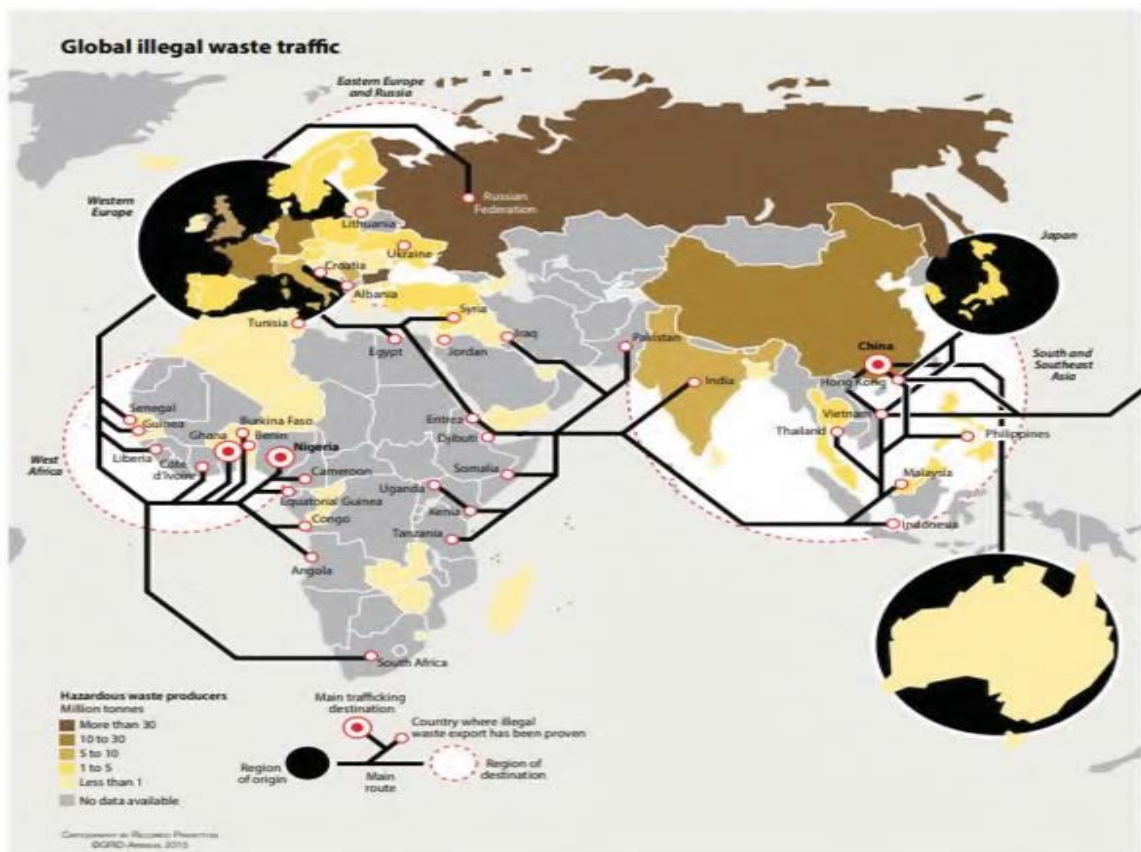 Global illegal waste traffic
Eastern Europe
and Russia
Western
Europe
Russian
Federation
Lithuania
Ukraine
Croatia
Albania
Japan
Tunisia
Syria
Egypt
Jordan
Iraq
Pakistan
China
Hong Kong
South and
Southeast
Asia
India
Vietnam
Thailand
Philippines
Malaysia
Indonesia
Senegal
Guinea
Burkina Faso
Ghana
Benin
Nigeria
Liberia
Côte
d'Ivoire
West
Africa
Cameroon
Equatorial Guinea
Congo
Angola
Eritrea
Djibuti
Somalia
Uganda
Kenia
Tanzania
South Africa
Hazardous waste producers
Million tonnes
More than 30
10 to 30
5 to 10
1 to 5
Less than 1
No data available
Main trafficking
destination
Country where illegal
waste export has been proven
Region
of origin
Main
route
Region of
destination